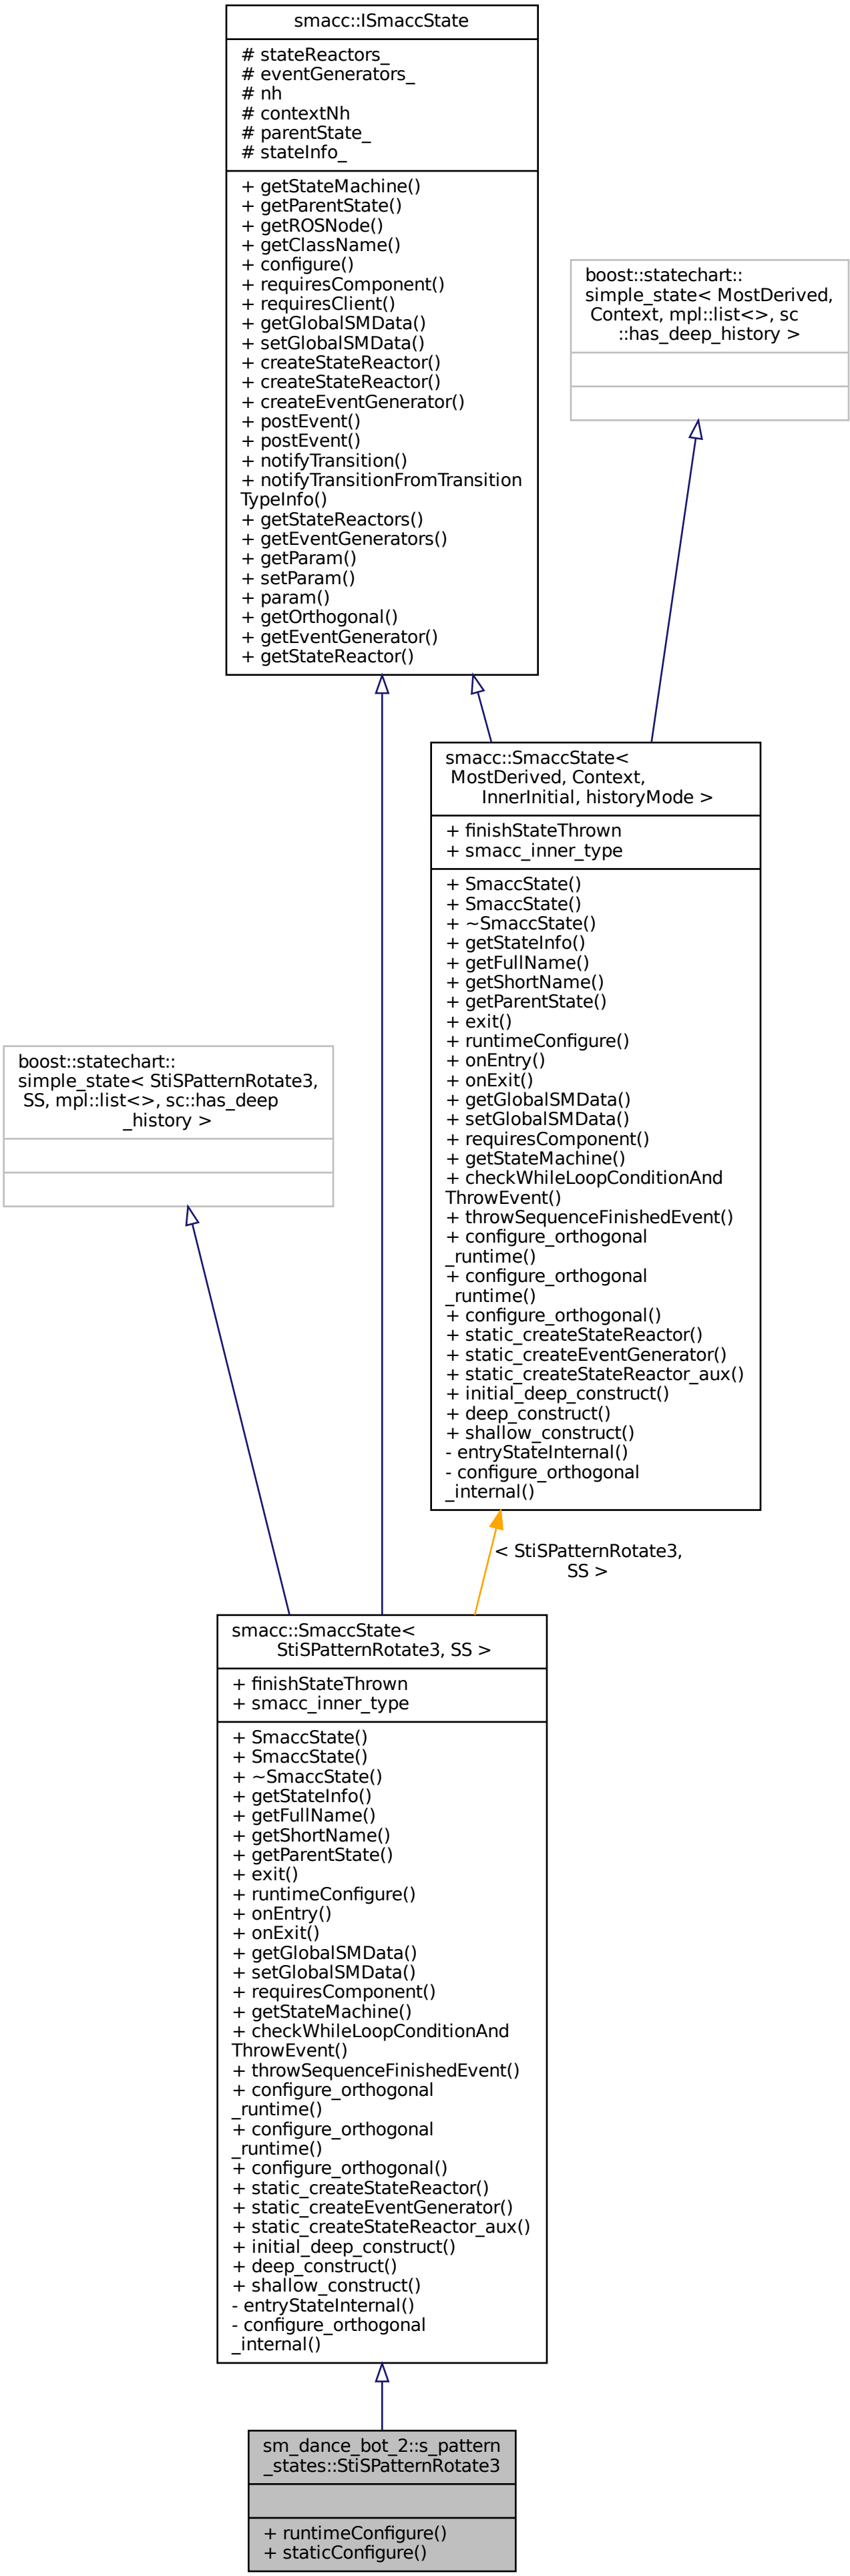 smacc::ISmaccState
# stateReactors_
# eventGenerators_
# nh
# contextNh
# parentState_
# stateInfo_
+ getStateMachine()
+ getParentState()
+ getROSNode()
+ getClassName()
+ configure()
+ requiresComponent()
+ requiresClient()
+ getGlobalSMData()
+ setGlobalSMData()
+ createStateReactor()
+ createStateReactor()
+ createEventGenerator()
+ postEvent()
+ postEvent()
+ notifyTransition()
+ notifyTransitionFromTransition
TypeInfo()
+ getStateReactors()
+ getEventGenerators()
+ getParam()
+ setParam()
+ param()
+ getOrthogonal()
+ getEventGenerator()
+ getStateReactor()
boost::statechart::
simple_state< MostDerived,
Context, mpl::list<>, sc
::has_deep_history >
smacc::SmaccState<
MostDerived, Context,
InnerInitial, historyMode >
+ finishStateThrown
+ smacc_inner_type
+ SmaccState()
+ SmaccState()
+ ~SmaccState()
+ getStateInfo()
+ getFullName()
+ getShortName()
+ getParentState()
+ exit()
+ runtimeConfigure()
+ onEntry()
+ onExit()
+ getGlobalSMData()
+ setGlobalSMData()
+ requiresComponent()
+ getStateMachine()
+ checkWhileLoopConditionAnd
ThrowEvent()
+ throwSequenceFinishedEvent()
+ configure_orthogonal
_runtime()
+ configure_orthogonal
_runtime()
+ configure_orthogonal()
+ static_createStateReactor()
+ static_createEventGenerator()
+ static_createStateReactor_aux()
+ initial_deep_construct()
+ deep_construct()
+ shallow_construct()
- entryStateInternal()
- configure_orthogonal
_internal()
boost::statechart::
simple_state< StiSPatternRotate3,
SS, mpl::list<>, sc::has_deep
_history >
< StiSPatternRotate3,
SS >
smacc::SmaccState<
StiSPatternRotate3, SS >
+ finishStateThrown
+ smacc_inner_type
+ SmaccState()
+ SmaccState()
+ ~SmaccState()
+ getStateInfo()
+ getFullName()
+ getShortName()
+ getParentState()
+ exit()
+ runtimeConfigure()
+ onEntry()
+ onExit()
+ getGlobalSMData()
+ setGlobalSMData()
+ requiresComponent()
+ getStateMachine()
+ checkWhileLoopConditionAnd
ThrowEvent()
+ throwSequenceFinishedEvent()
+ configure_orthogonal
_runtime()
+ configure_orthogonal
_runtime()
+ configure_orthogonal()
+ static_createStateReactor()
+ static_createEventGenerator()
+ static_createStateReactor_aux()
+ initial_deep_construct()
+ deep_construct()
+ shallow_construct()
- entryStateInternal()
- configure_orthogonal
_internal()
sm_dance_bot_2::s_pattern
_states::StiSPatternRotate3
+ runtimeConfigure()
+ staticConfigure()